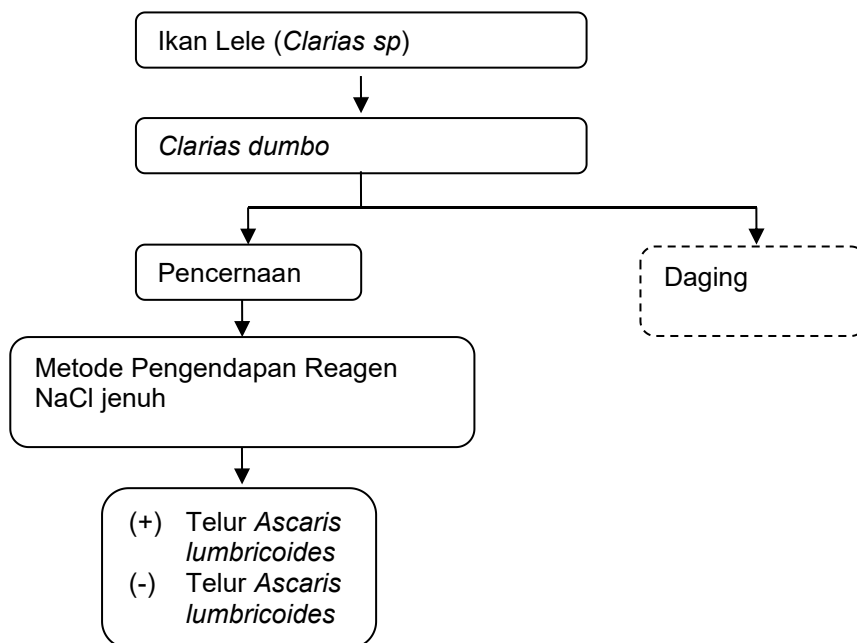 Ikan Lele (Clarias sp)
Clarias dumbo
Pencernaan
Daging
Metode Pengendapan Reagen
NaCl jenuh
(+) Telur Ascaris
lumbricoides
(-) Telur Ascaris
lumbricoides